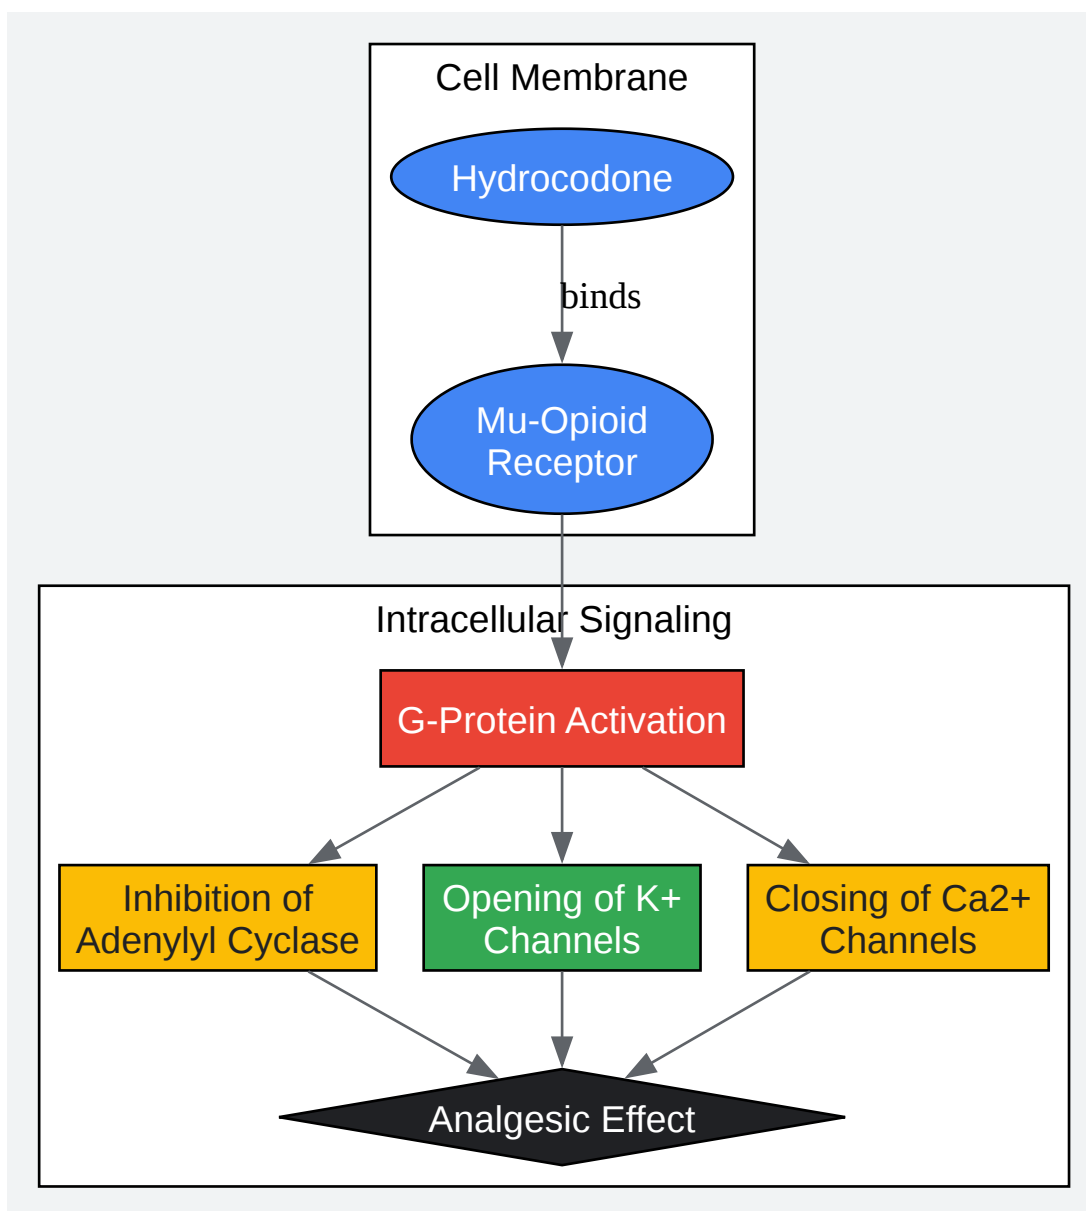 Cell Membrane
Hydrocodone
binds
Mu-Opioid
Receptor
Intracellular Signaling
G-Protein Activation
Inhibition of
Adenylyl Cyclase
Opening of K+
Channels
Closing of Ca2+
Channels
Analgesic Effect